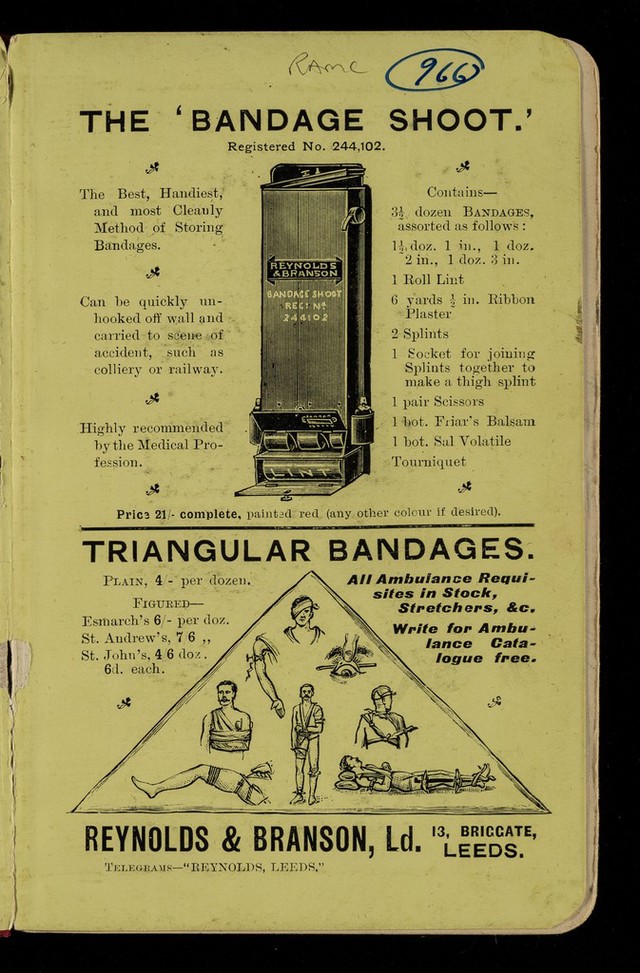 RAMC
966
THE ‘BANDAGE SHOOT.’
Registered No. 244,102.
The Best, Handiest,
and most Cleanly
Method of Storing
Bandages.
Can be quickly un-
hooked off wall and
carried to scene of
accident, such as
colliery or railway.
Highly recommended
by the Medical Pro-
fession.
REYNOLDS
& BRANSON
BANDAGE SHOOT
REGD. No.
244102
LINT
Contains—
3½ dozen BANDAGES,
assorted as follows :
1½ doz. 1 in., 1 doz.
2 in., 1 doz. 3 in.
1 Roll Lint
6 yards ½ in. Ribbon
Plaster
2 Splints
1 Socket for joining
Splints together to
make a thigh splint
1 pair Scissors
1 bot. Friar's Balsam
1 bot. Sal Volatile
Tourniquet
Price 21/- complete, painted red (any other colour if desired).
TRIANGULAR BANDAGES.
PLAIN, 4/- per dozen.
FIGURED—
Esmarch's 6/- per doz.
St. Andrew's, 7 6 ,,
St. John's, 4 6 doz.
6d. each.
All Ambulance Requi-
sites in Stock,
Stretchers, &c.
Write for Ambu-
lance Cata-
logue free.
REYNOLDS & BRANSON, Ld. 13, BRIGGATE,
LEEDS.
TELEGRAMS—“REYNOLDS, LEEDS,”